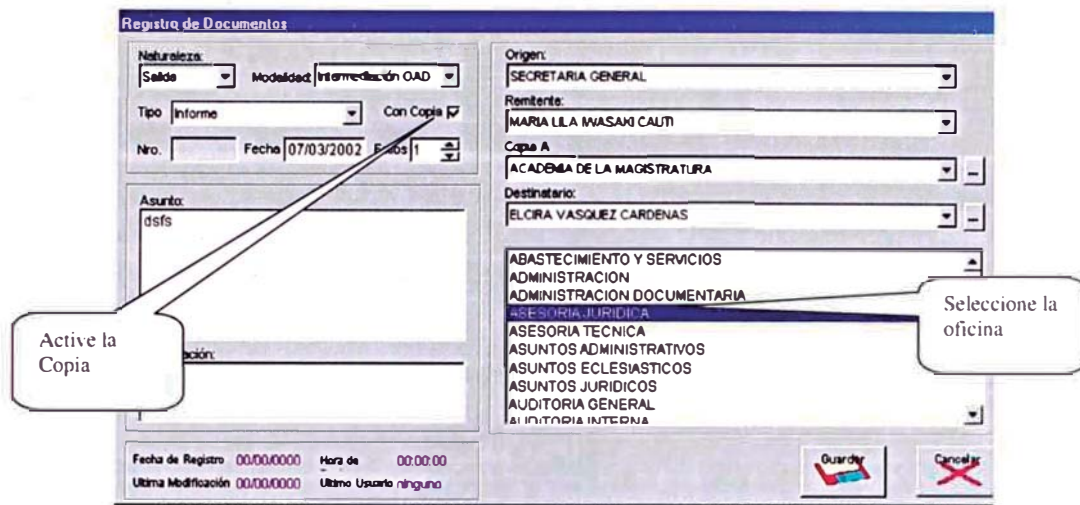 Registro de Documentos
Naturaleza:
Salida Modalidad: Intermediación OAD
Tipo Informe Con Copia
Nro. Fecha 07/03/2002 1
Asunto:
dsfs
ación:
Fecha de Registro 00/00/0000 Hora de 00:00:00
Ultima Modificación 00/00/0000 Ultimo Usuario ninguno
Origen:
SECRETARIA GENERAL
Remitente:
MARIA LILA IWASAKI CAUTI
Copia A
ACADEMIA DE LA MAGISTRATURA
Destinatario:
ELCIRA VASQUEZ CARDENAS
ABASTECIMIENTO Y SERVICIOS
ADMINISTRACION
ADMINISTRACION DOCUMENTARIA
ASESORIA JURIDICA
ASESORIA TECNICA
ASUNTOS ADMINISTRATIVOS
ASUNTOS ECLESIASTICOS
ASUNTOS JURIDICOS
AUDITORIA GENERAL
AUDITORIA INTERNA
Guardar Cancelar
Active la
Copia
Seleccione la
oficina